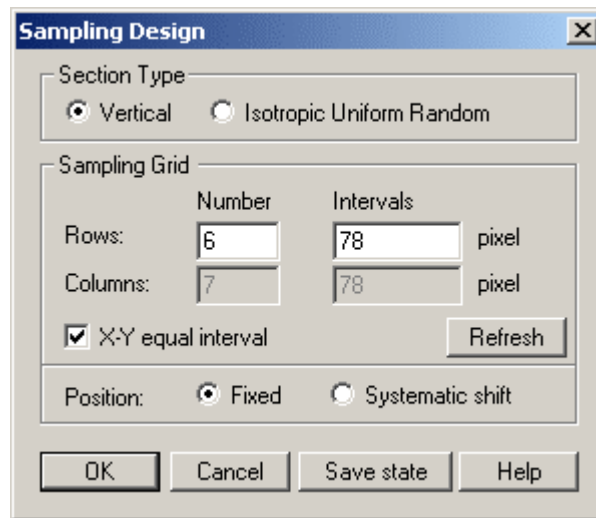 Sampling Design
Section Type
Vertical Isotropic Uniform Random
Sampling Grid
Number Intervals
Rows: 6 78 pixel
Columns: 7 78 pixel
X-Y equal interval Refresh
Position: Fixed Systematic shift
OK Cancel Save state Help